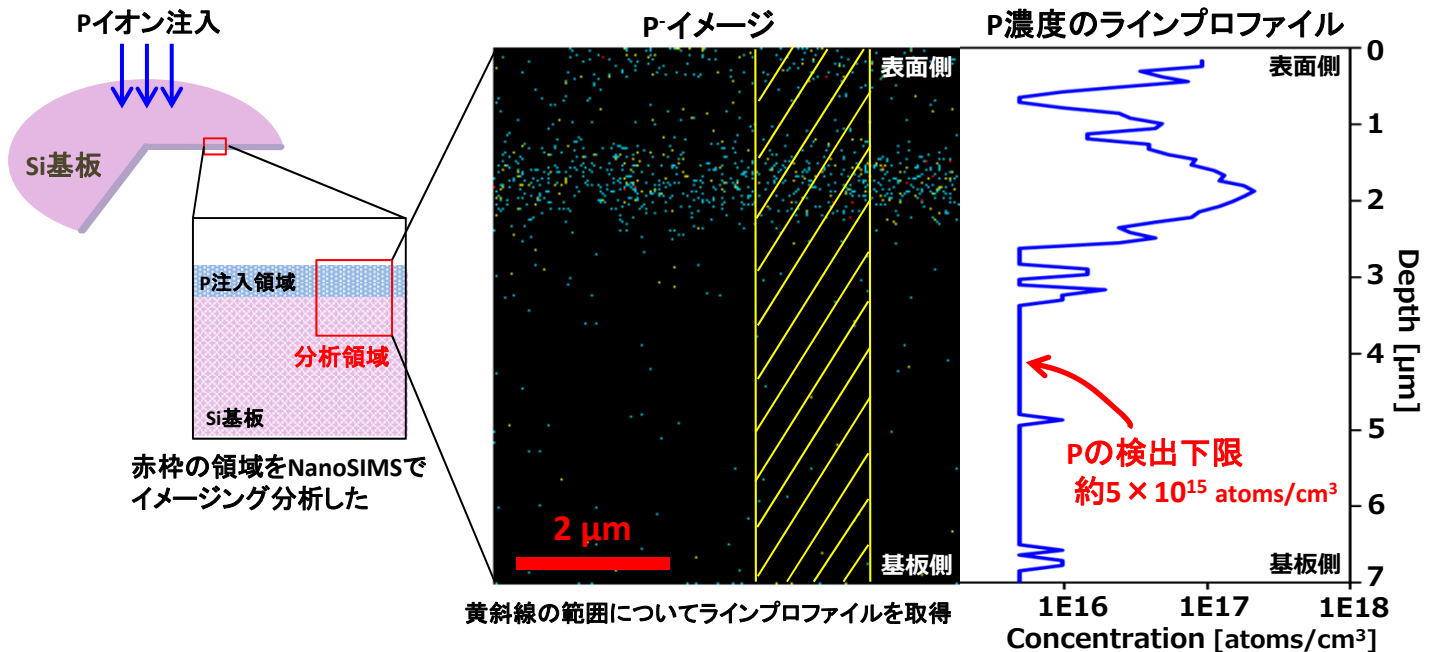 Pイオン注入
Si基板
P注入領域
分析領域
Si基板
赤枠の領域をNanoSIMSで
イメージング分析した
P⁻イメージ
表面側
2 μm
基板側
黄斜線の範囲についてラインプロファイルを取得
P濃度のラインプロファイル
表面側
Pの検出下限
約5×10¹⁵ atoms/cm³
基板側
0
1
2
3
4
5
6
7
Depth [μm]
1E16 1E17 1E18
Concentration [atoms/cm³]